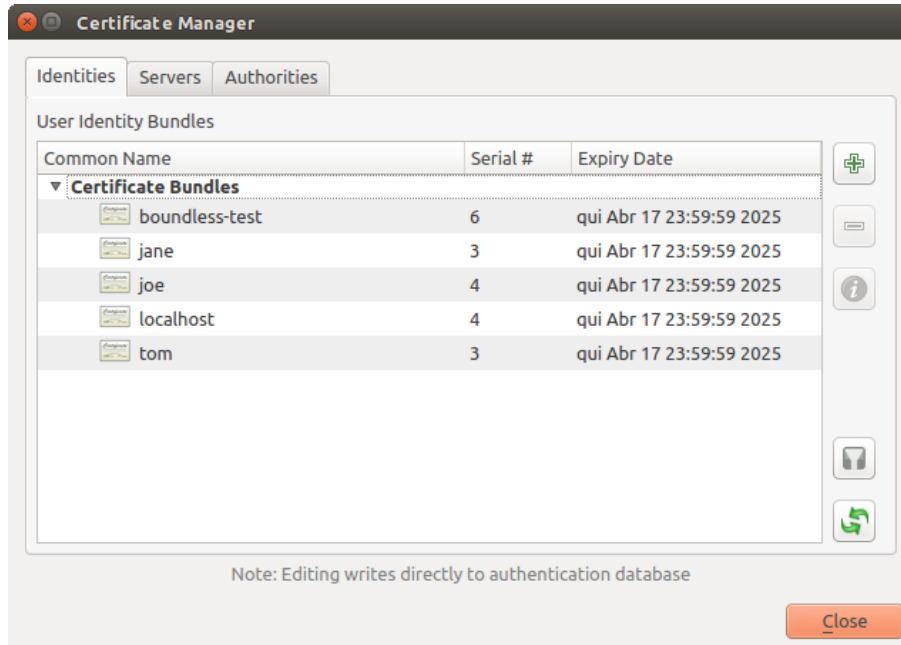 Certificate Manager
Identities Servers Authorities
User Identity Bundles
Common Name Serial # Expiry Date
Certificate Bundles
boundless-test 6 qui Abr 17 23:59:59 2025
jane 3 qui Abr 17 23:59:59 2025
joe 4 qui Abr 17 23:59:59 2025
localhost 4 qui Abr 17 23:59:59 2025
tom 3 qui Abr 17 23:59:59 2025
Note: Editing writes directly to authentication database
Close